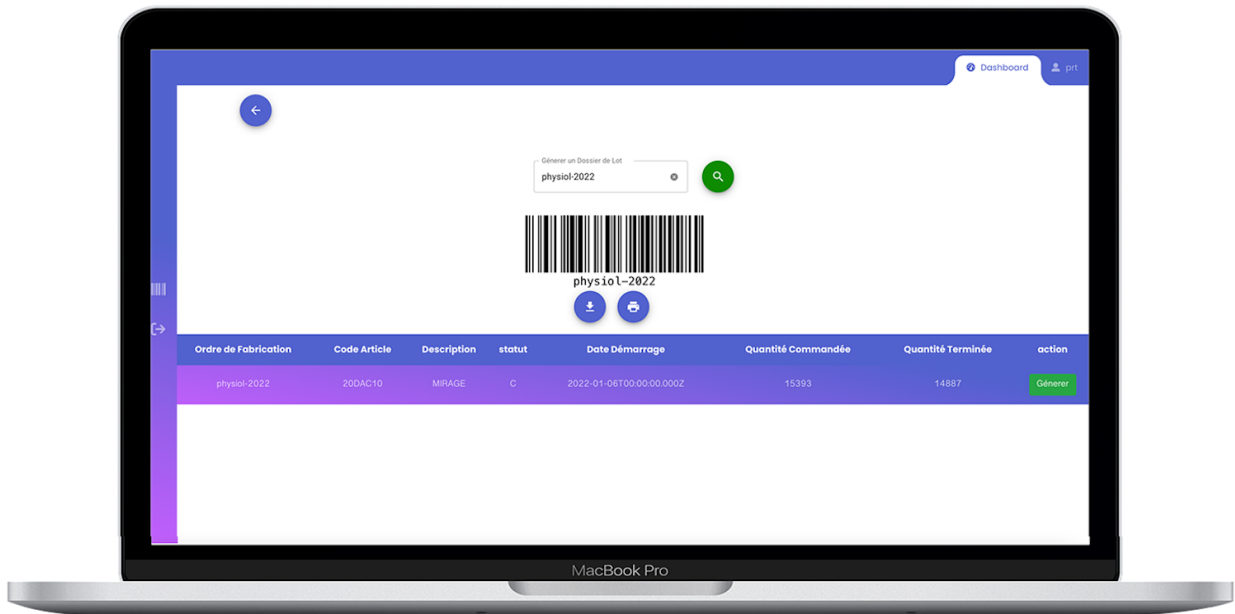 Dashboard
prt
Génerer un Dossier de Lot
physiol-2022
physiol-2022
Ordre de Fabrication Code Article Description statut Date Démarrage Quantité Commandée Quantité Terminée action
physiol-2022 20DAC10 MIRAGE C 2022-01-06T00:00:00.000Z 15393 14887 Génerer
MacBook Pro